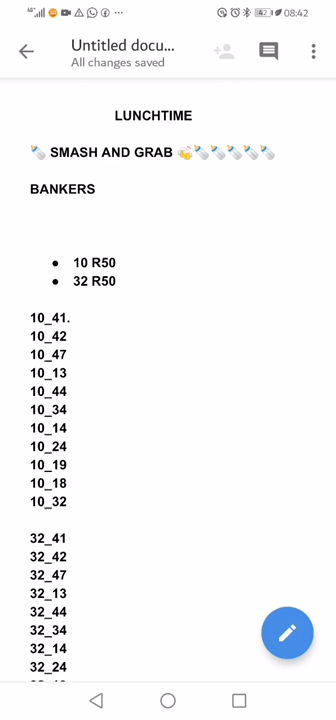 08:42
Untitled docu...
All changes saved
LUNCHTIME
SMASH AND GRAB
BANKERS
• 10 R50
• 32 R50
10_41.
10_42
10_47
10_13
10_44
10_34
10_14
10_24
10_19
10_18
10_32
32_41
32_42
32_47
32_13
32_44
32_34
32_14
32_24